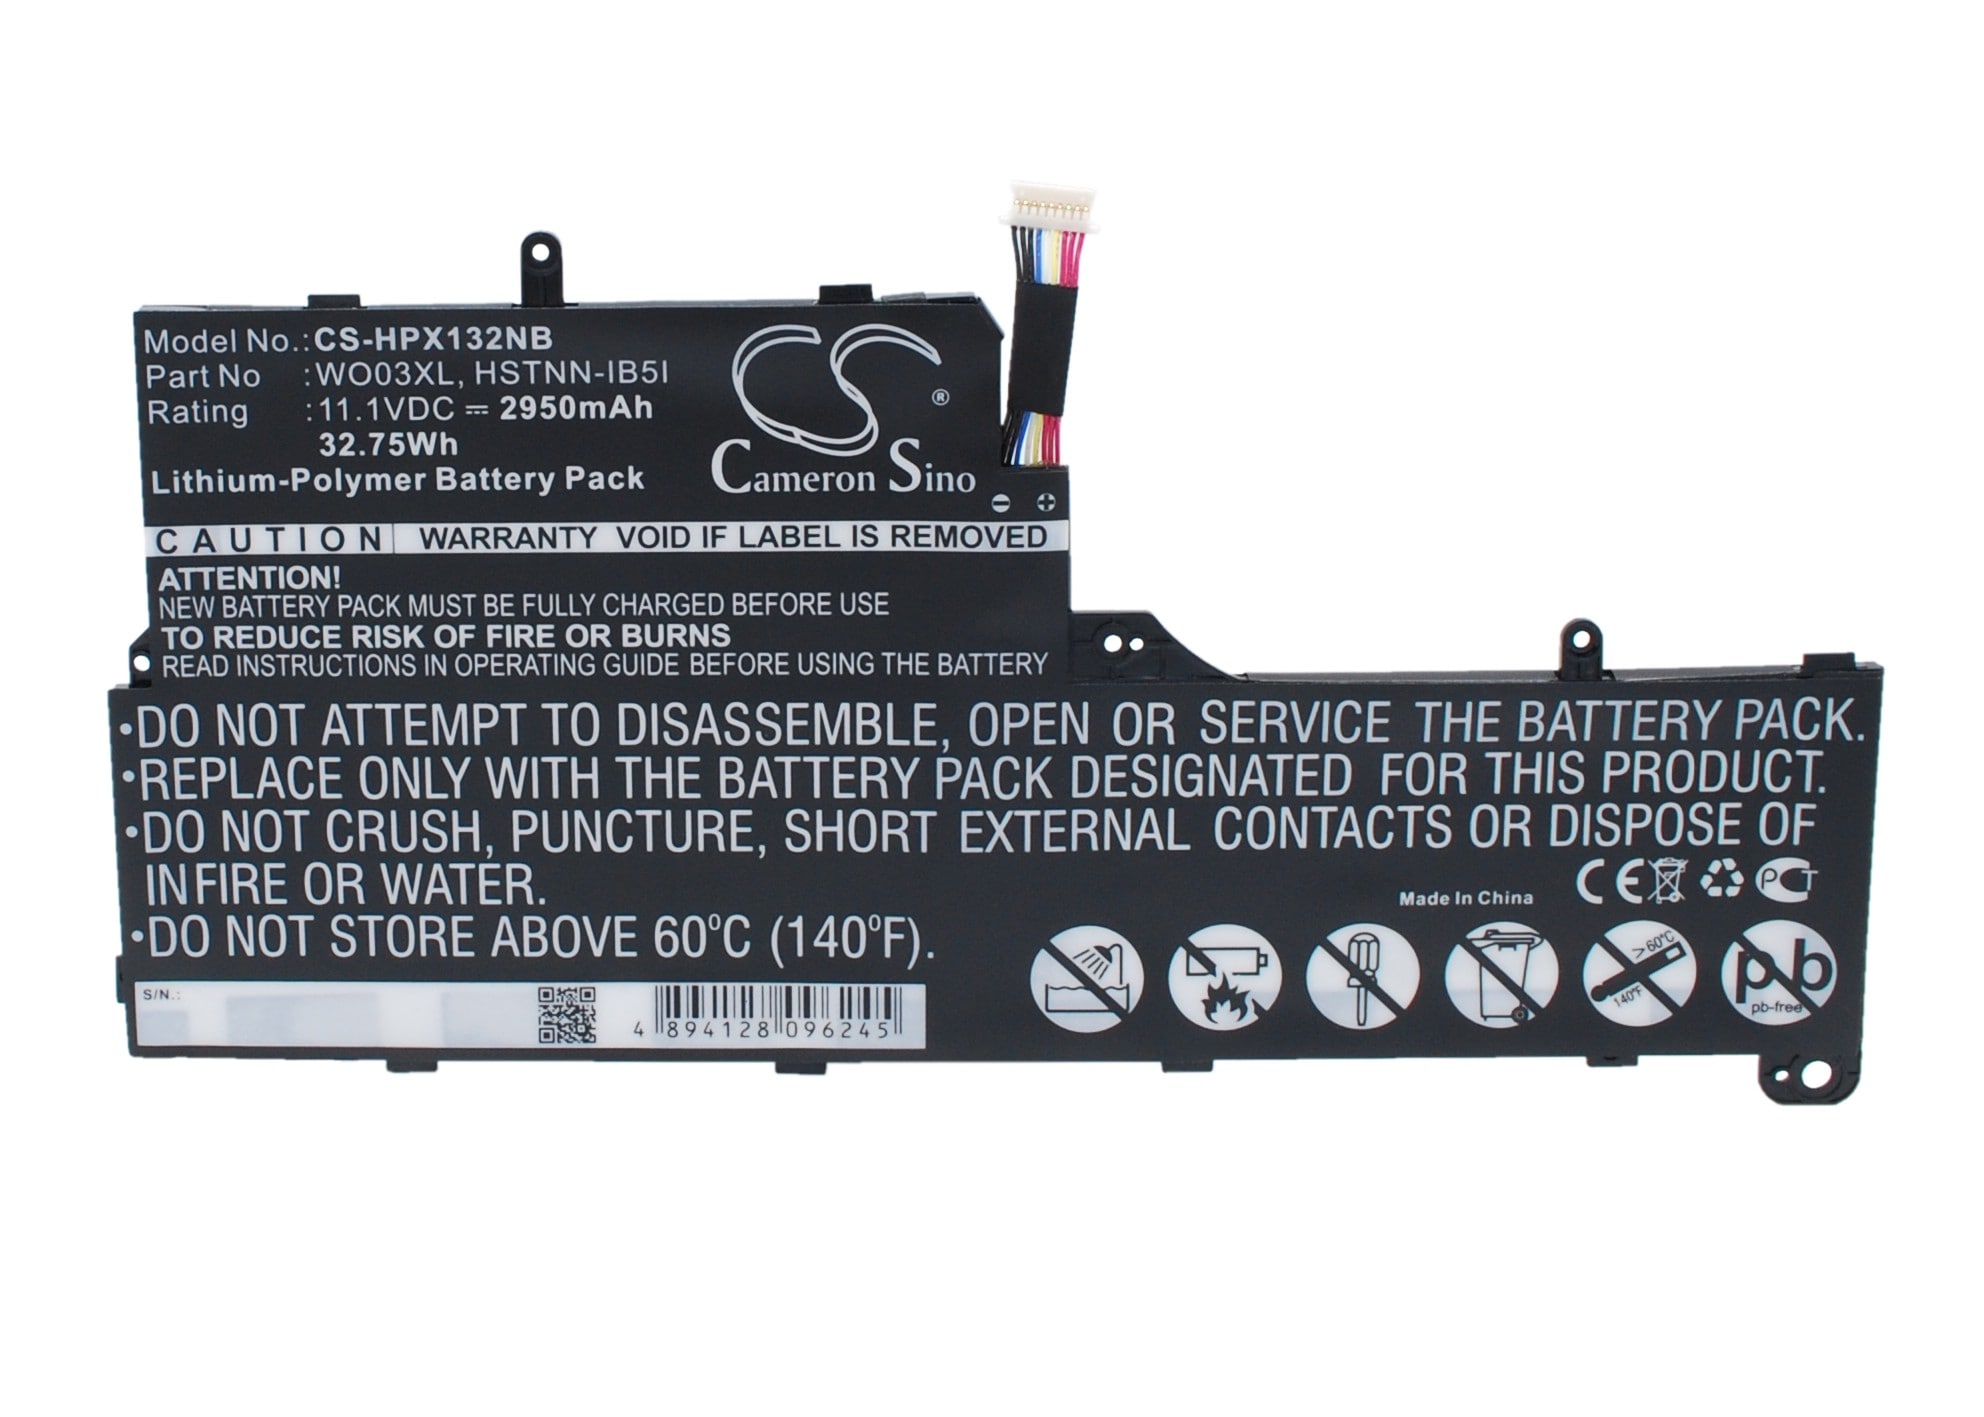 Model No.: CS-HPX132NB
Part No : WO03XL, HSTNN-IB5I
Rating : 11.1VDC ⎓ 2950mAh
32.75Wh
Lithium-Polymer Battery Pack
CS ®
Cameron Sino
CAUTION WARRANTY VOID IF LABEL IS REMOVED
ATTENTION!
NEW BATTERY PACK MUST BE FULLY CHARGED BEFORE USE
TO REDUCE RISK OF FIRE OR BURNS
READ INSTRUCTIONS IN OPERATING GUIDE BEFORE USING THE BATTERY
•DO NOT ATTEMPT TO DISASSEMBLE, OPEN OR SERVICE THE BATTERY PACK.
•REPLACE ONLY WITH THE BATTERY PACK DESIGNATED FOR THIS PRODUCT.
•DO NOT CRUSH, PUNCTURE, SHORT EXTERNAL CONTACTS OR DISPOSE OF
IN FIRE OR WATER.
•DO NOT STORE ABOVE 60°C (140°F).
Made In China CE PCT
>60°C
140°F
pb
pb-free
S/N.:
4 894128 096245